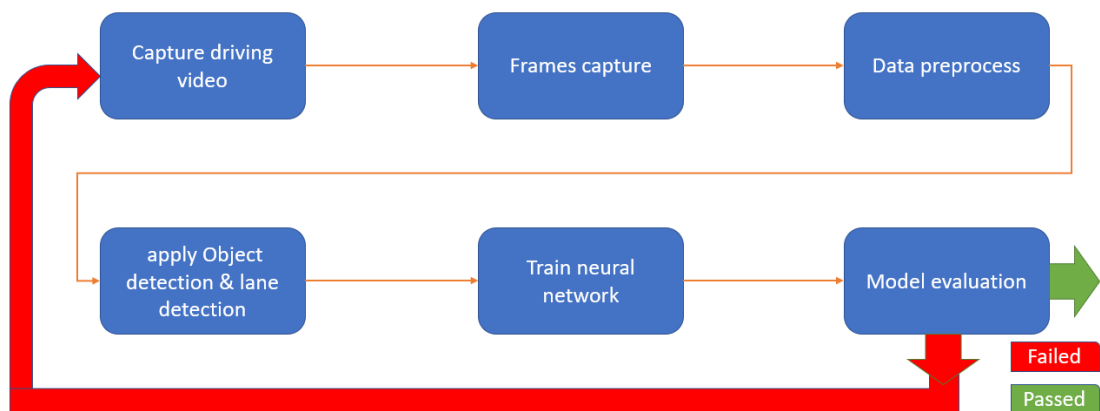 Capture driving
video
Frames capture
Data preprocess
apply Object
detection & lane
detection
Train neural
network
Model evaluation
Failed
Passed